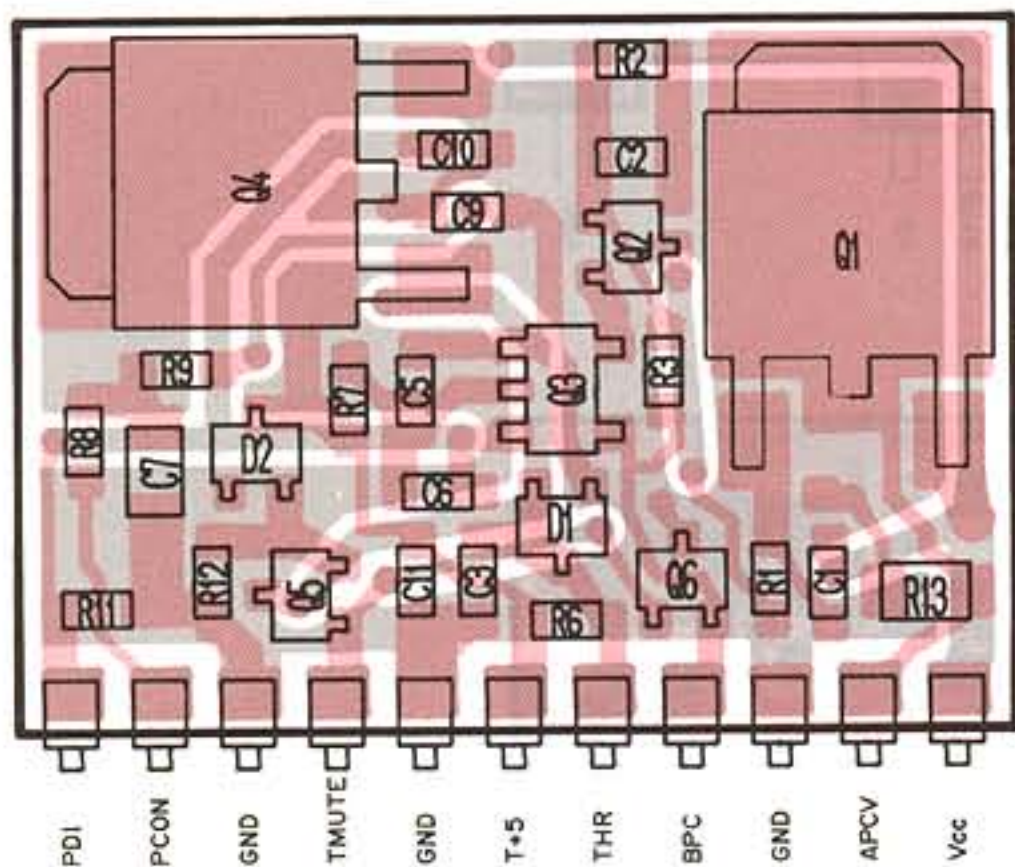 R2
C10
C2
Q4
C9
Q2
Q1
R9
R7
C5
Q3
R3
R8
C7
D2
C6
D1
R12
Q5
C11
C3
Q6
R1
C1
R13
R11
R6
PDI
PCON
GND
TMUTE
GND
T+5
THR
BPC
GND
APCV
Vcc